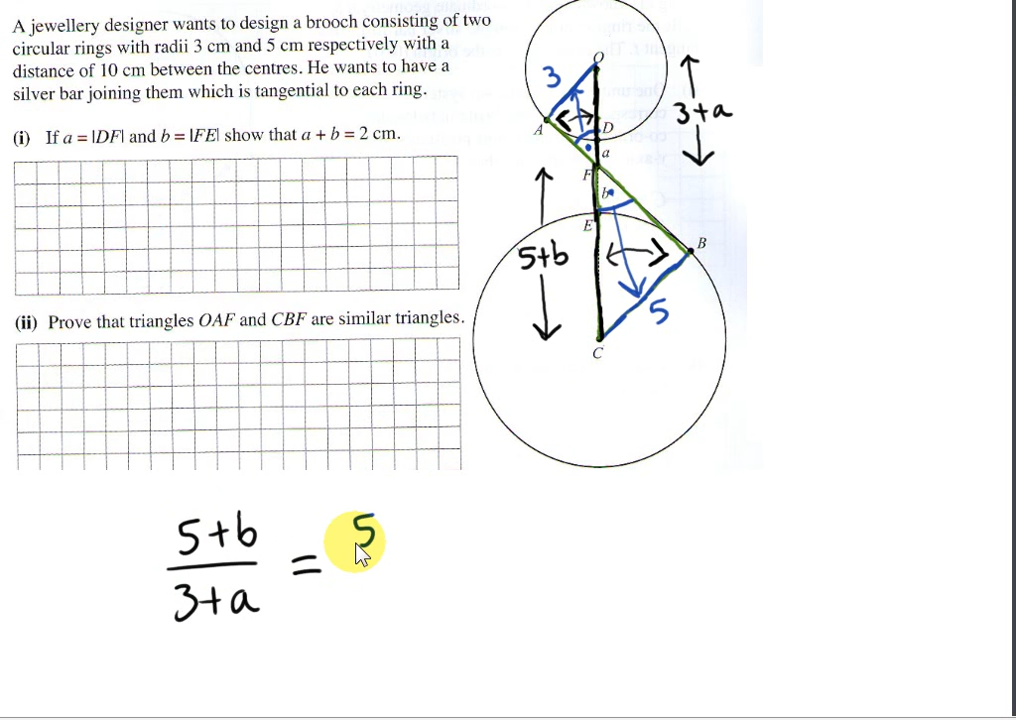 A jewellery designer wants to design a brooch consisting of two
circular rings with radii 3 cm and 5 cm respectively with a
distance of 10 cm between the centres. He wants to have a
silver bar joining them which is tangential to each ring.
(i) If a = |DF| and b = |FE| show that a + b = 2 cm.
(ii) Prove that triangles OAF and CBF are similar triangles.
O
3
3+a
A
D
a
F
b
E
B
5+b
5
C
5+b
3+a
=
5